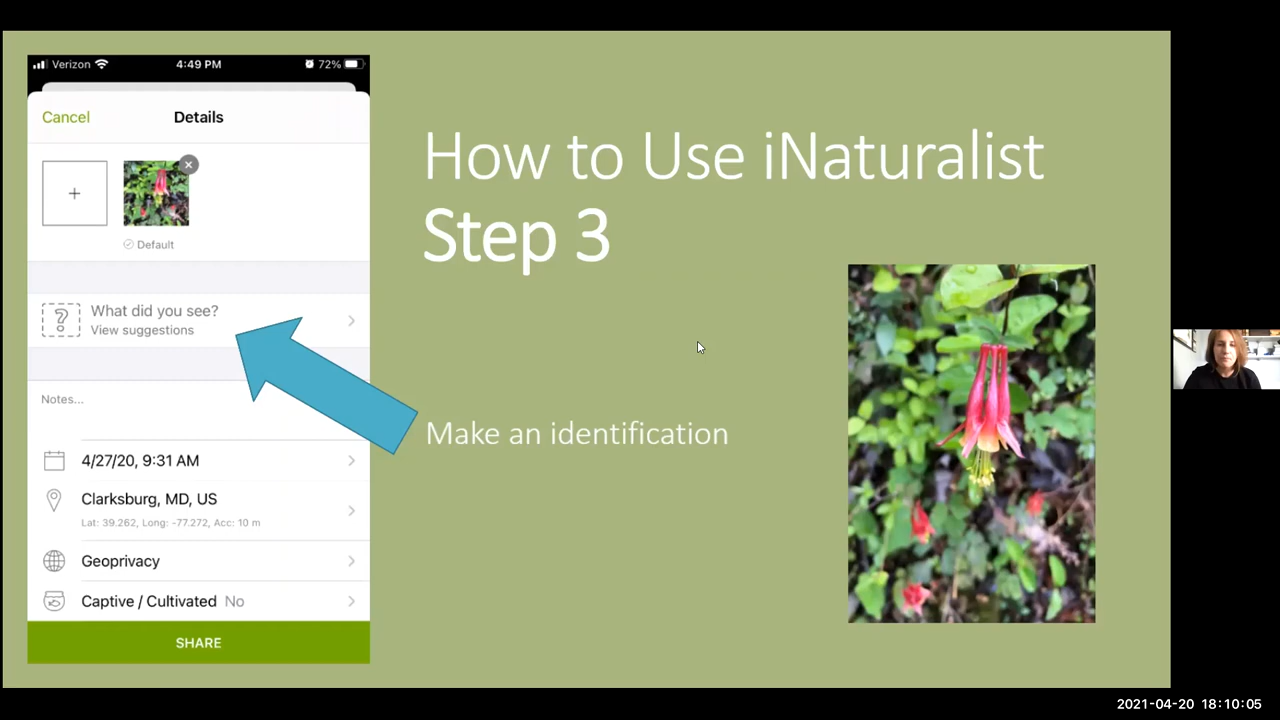 Verizon
4:49 PM
72%
Cancel
Details
Default
What did you see?
View suggestions
Notes...
4/27/20, 9:31 AM
Clarksburg, MD, US
Lat: 39.262, Long: -77.272, Acc: 10 m
Geoprivacy
Captive / Cultivated No
SHARE
How to Use iNaturalist
Step 3
Make an identification
2021-04-20 18:10:05